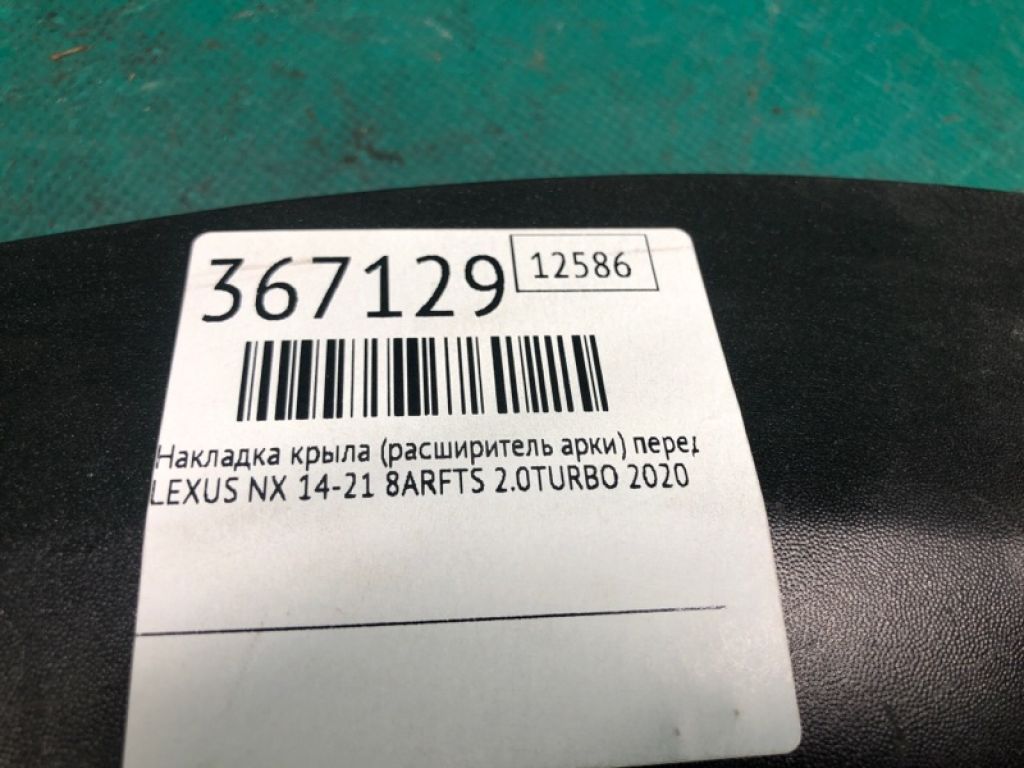 367129 12586
Накладка крыла (расширитель арки) перед
LEXUS NX 14-21 8ARFTS 2.0TURBO 2020